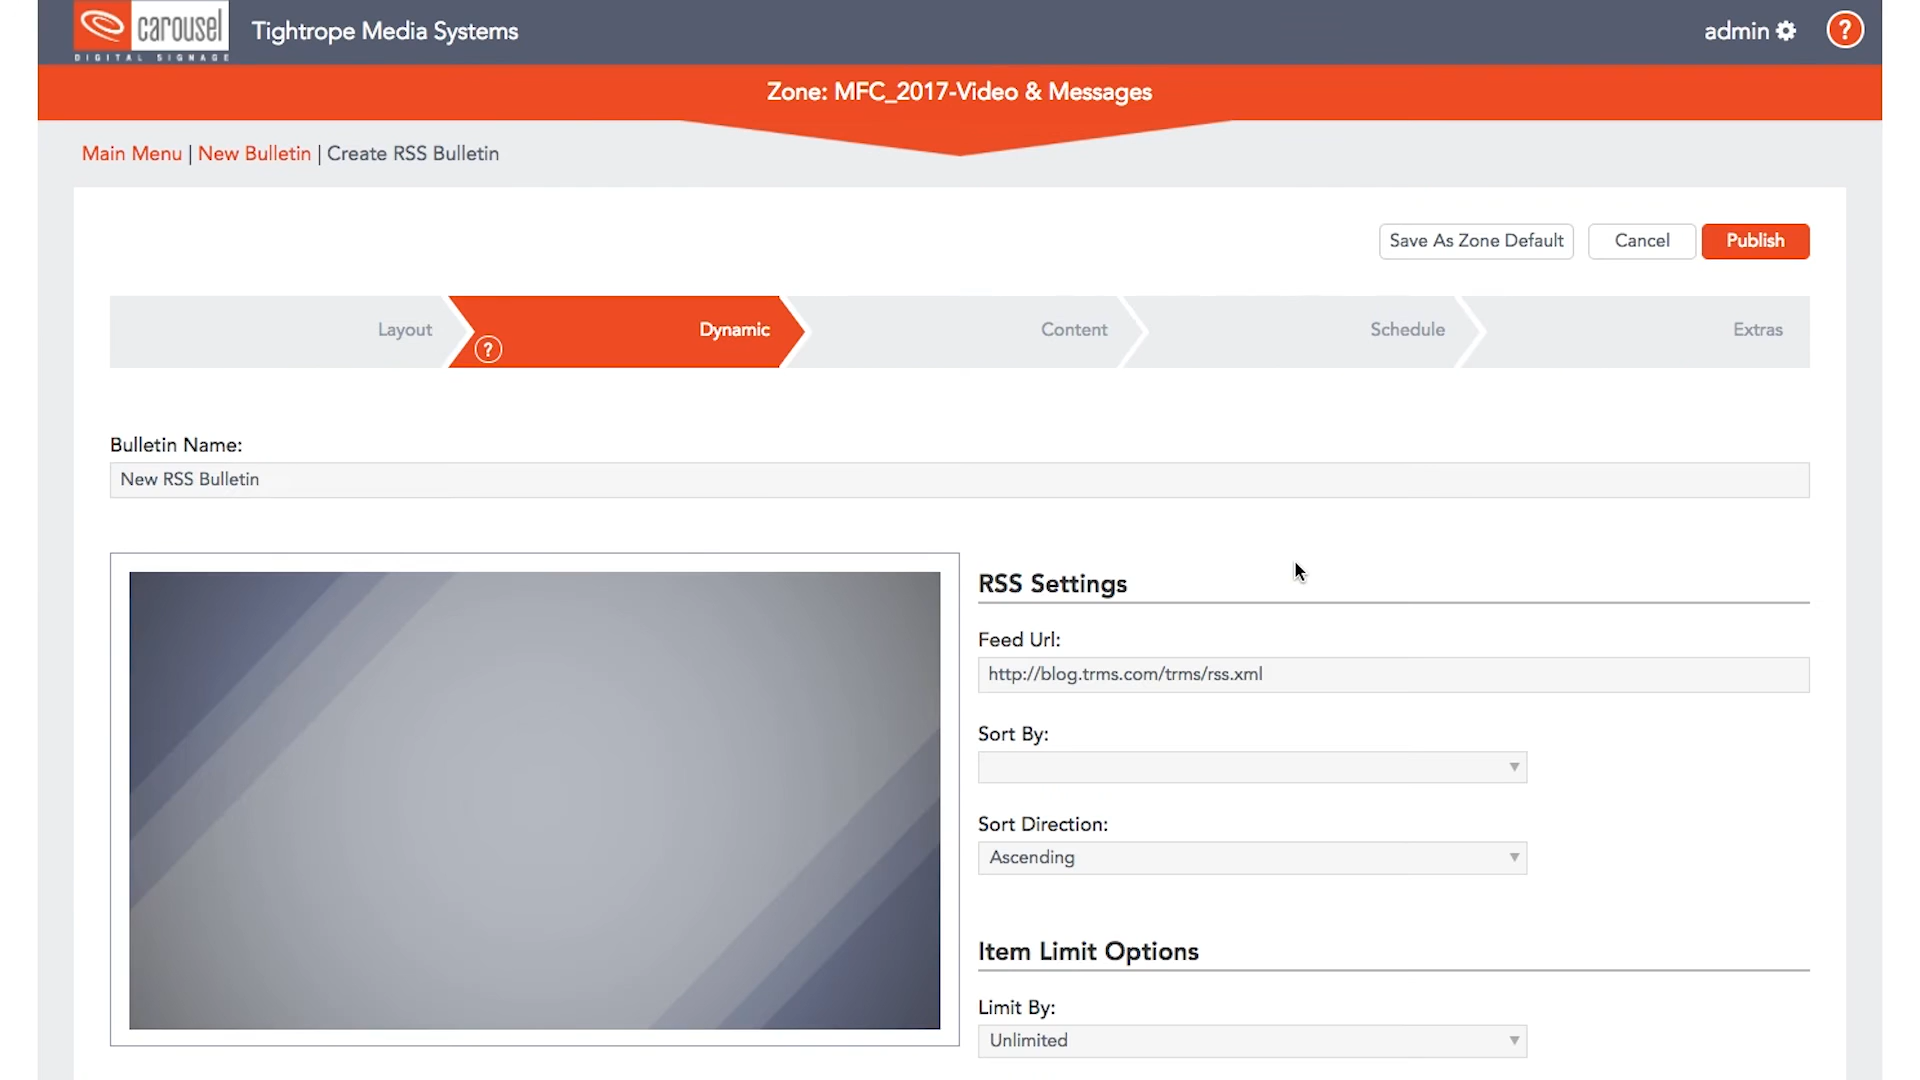 carousel
DIGITAL SIGNAGE
Tightrope Media Systems
admin
?
Zone: MFC_2017-Video & Messages
Main Menu | New Bulletin | Create RSS Bulletin
Save As Zone Default
Cancel
Publish
Layout
?
Dynamic
Content
Schedule
Extras
Bulletin Name:
New RSS Bulletin
RSS Settings
Feed Url:
http://blog.trms.com/trms/rss.xml
Sort By:
Sort Direction:
Ascending
Item Limit Options
Limit By:
Unlimited